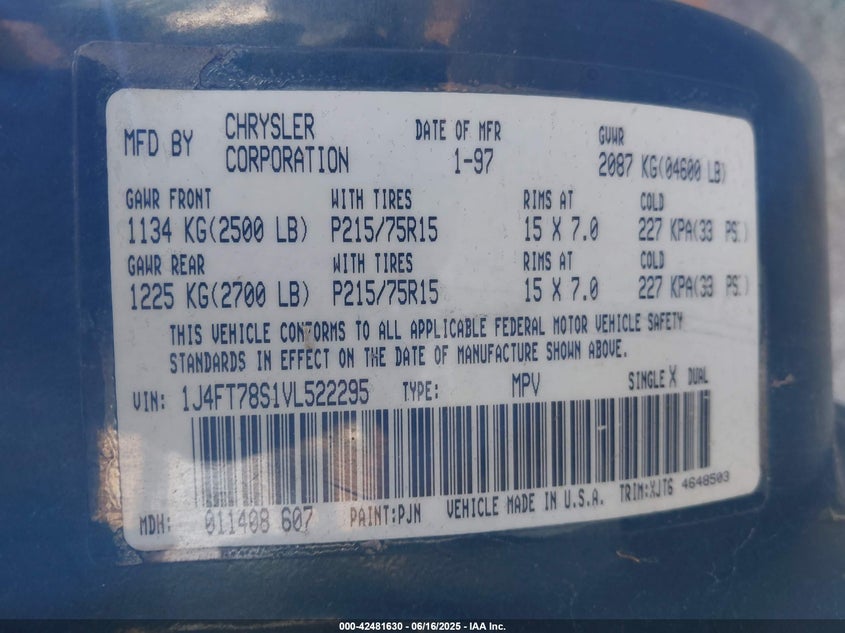 MFD BY CHRYSLER CORPORATION DATE OF MFR 1-97 GVWR 2087 KG(04600 LB)
GAWR FRONT WITH TIRES RIMS AT COLD
1134 KG(2500 LB) P215/75R15 15 X 7.0 227 KPA(33 PSI)
GAWR REAR WITH TIRES RIMS AT COLD
1225 KG(2700 LB) P215/75R15 15 X 7.0 227 KPA(33 PSI)
THIS VEHICLE CONFORMS TO ALL APPLICABLE FEDERAL MOTOR VEHICLE SAFETY
STANDARDS IN EFFECT ON THE DATE OF MANUFACTURE SHOWN ABOVE.
VIN: 1J4FT78S1VL522295 TYPE: MPV SINGLE X DUAL
MDH: 011408 607 PAINT:PJN VEHICLE MADE IN U.S.A. TRIM:XJT6 4648503
000-42481630 - 06/16/2025 - IAA Inc.